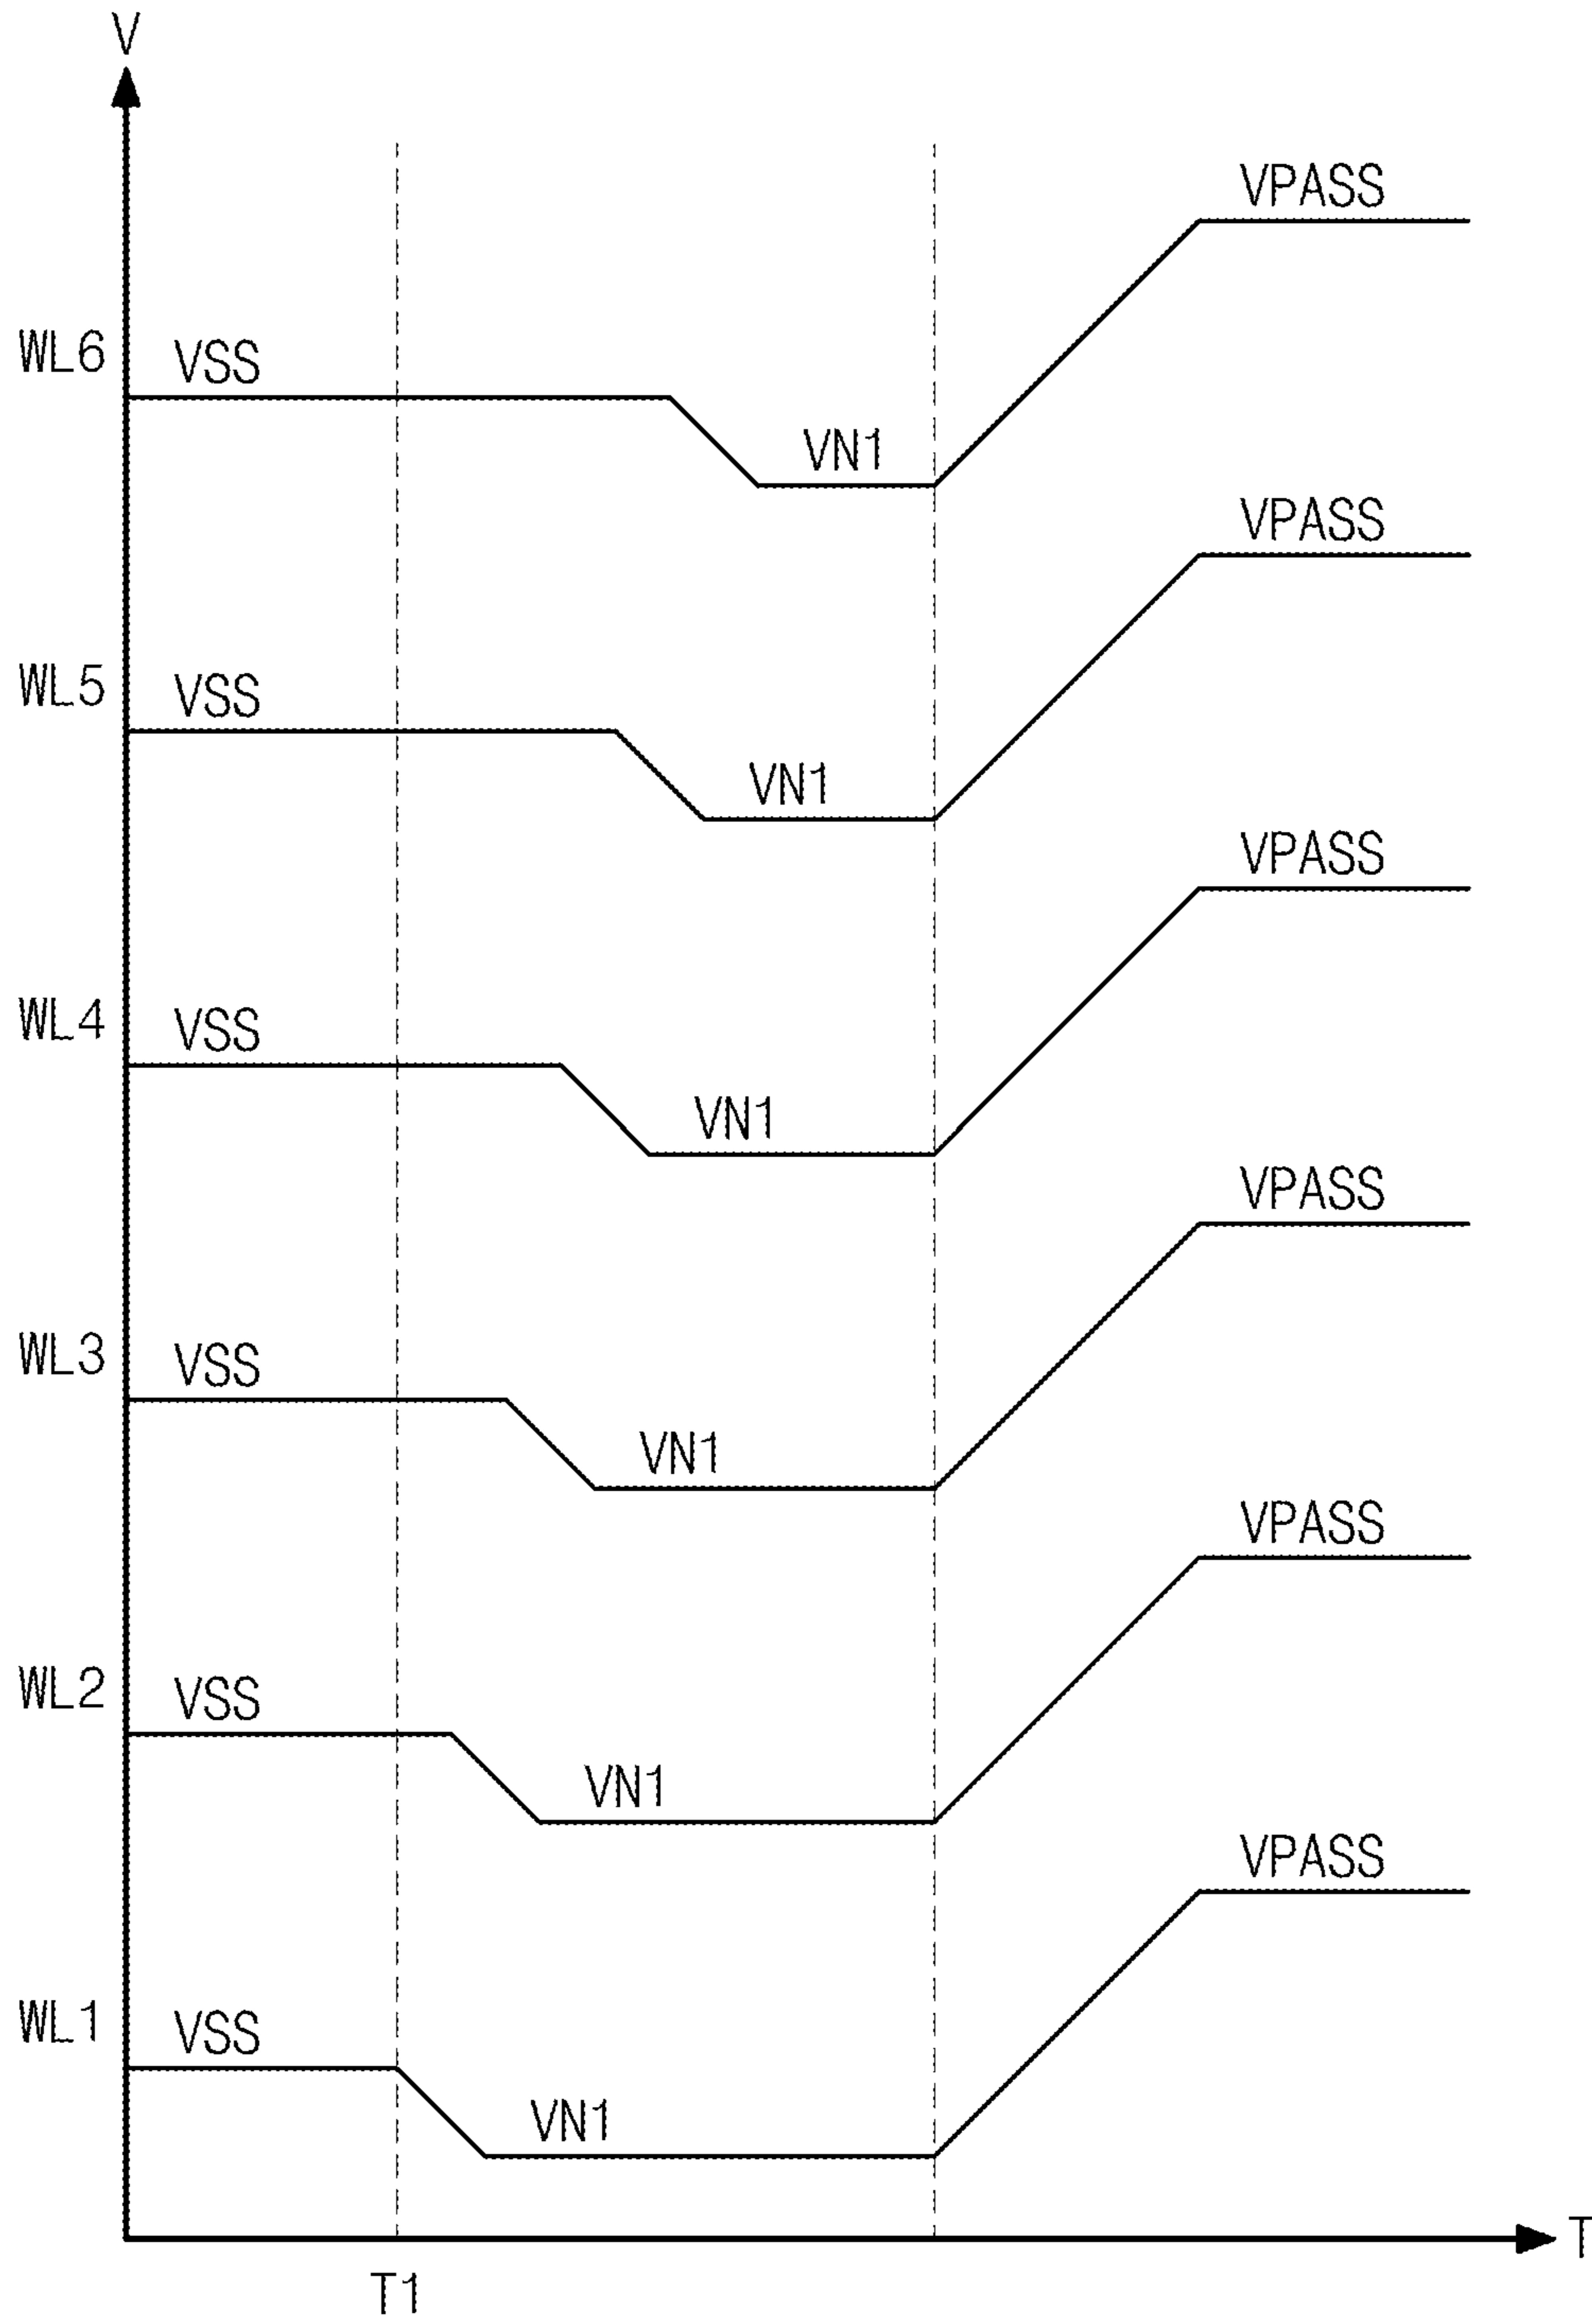 V
VPASS
WL6 VSS
VN1
VPASS
WL5 VSS
VN1
VPASS
WL4 VSS
VN1
VPASS
WL3 VSS
VN1
VPASS
WL2 VSS
VN1
VPASS
WL1 VSS
VN1
T
T1